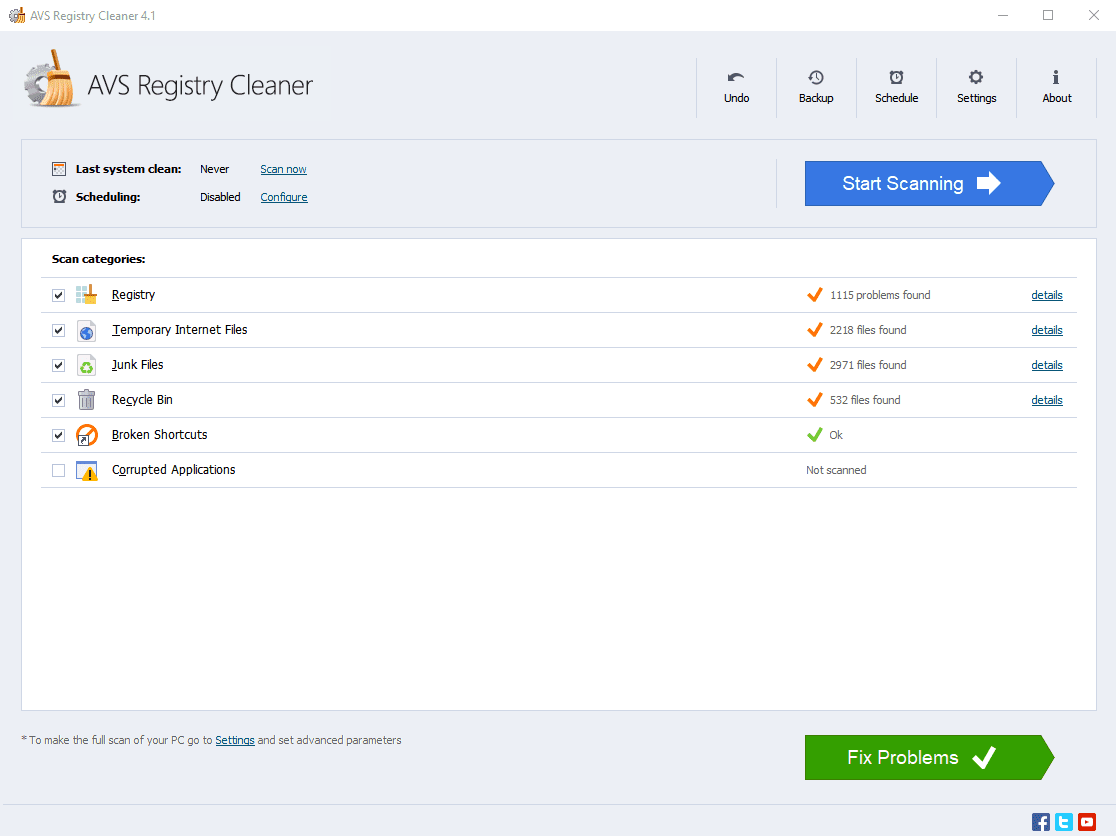 AVS Registry Cleaner 4.1
AVS Registry Cleaner
Undo
Backup
Schedule
Settings
About
Last system clean: Never Scan now
Scheduling: Disabled Configure
Start Scanning
Scan categories:
Registry 1115 problems found details
Temporary Internet Files 2218 files found details
Junk Files 2971 files found details
Recycle Bin 532 files found details
Broken Shortcuts Ok
Corrupted Applications Not scanned
* To make the full scan of your PC go to Settings and set advanced parameters
Fix Problems